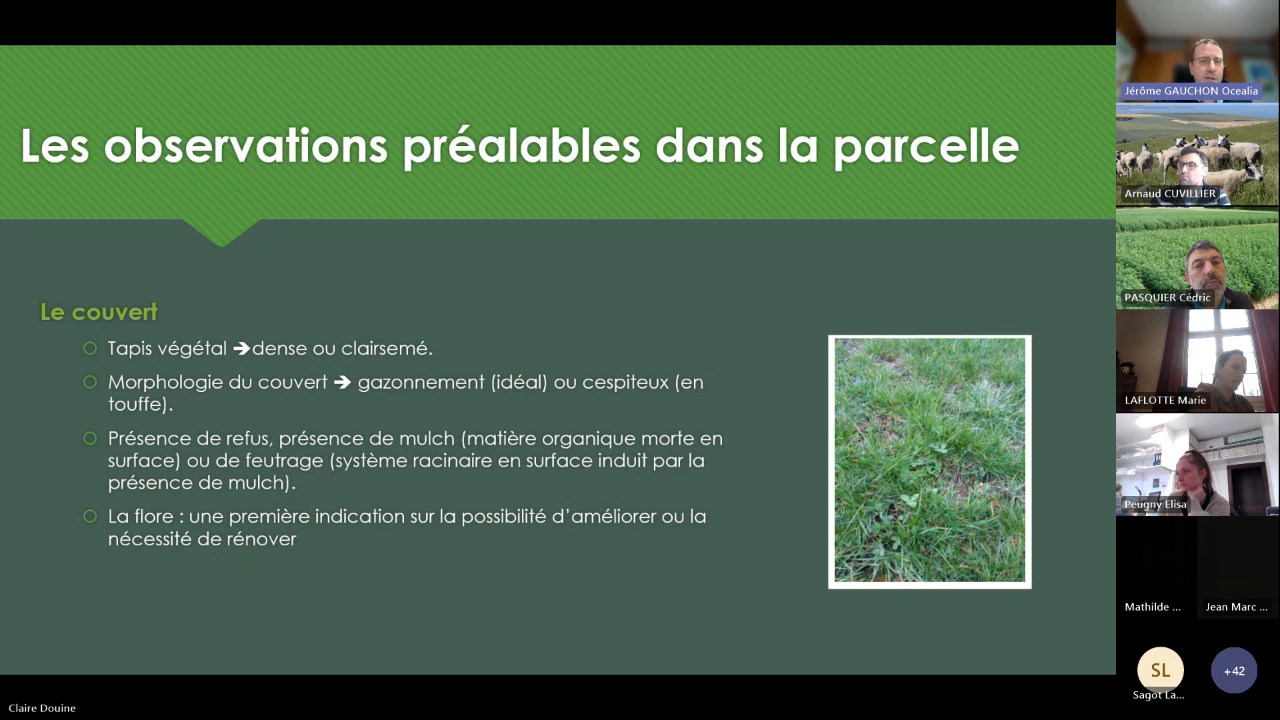 Les observations préalables dans la parcelle
Le couvert
Tapis végétal ➔dense ou clairsemé.
Morphologie du couvert ➔ gazonnement (idéal) ou cespiteux (en
touffe).
Présence de refus, présence de mulch (matière organique morte en
surface) ou de feutrage (système racinaire en surface induit par la
présence de mulch).
La flore : une première indication sur la possibilité d'améliorer ou la
nécessité de rénover
Jérôme GAUCHON Ocealia
Arnaud CUVILLIER
PASQUIER Cédric
LAFLOTTE Marie
Peugny Elisa
Mathilde ...
Jean Marc ...
SL
Sagot La...
+42
Claire Douine